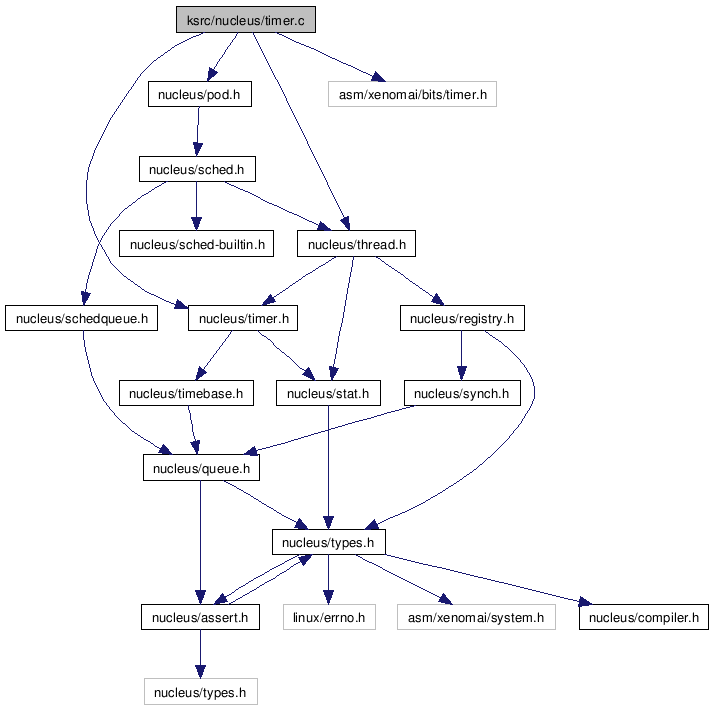 ksrc/nucleus/timer.c
nucleus/pod.h
asm/xenomai/bits/timer.h
nucleus/sched.h
nucleus/sched-builtin.h
nucleus/thread.h
nucleus/schedqueue.h
nucleus/timer.h
nucleus/registry.h
nucleus/timebase.h
nucleus/stat.h
nucleus/synch.h
nucleus/queue.h
nucleus/types.h
nucleus/assert.h
linux/errno.h
asm/xenomai/system.h
nucleus/compiler.h
nucleus/types.h